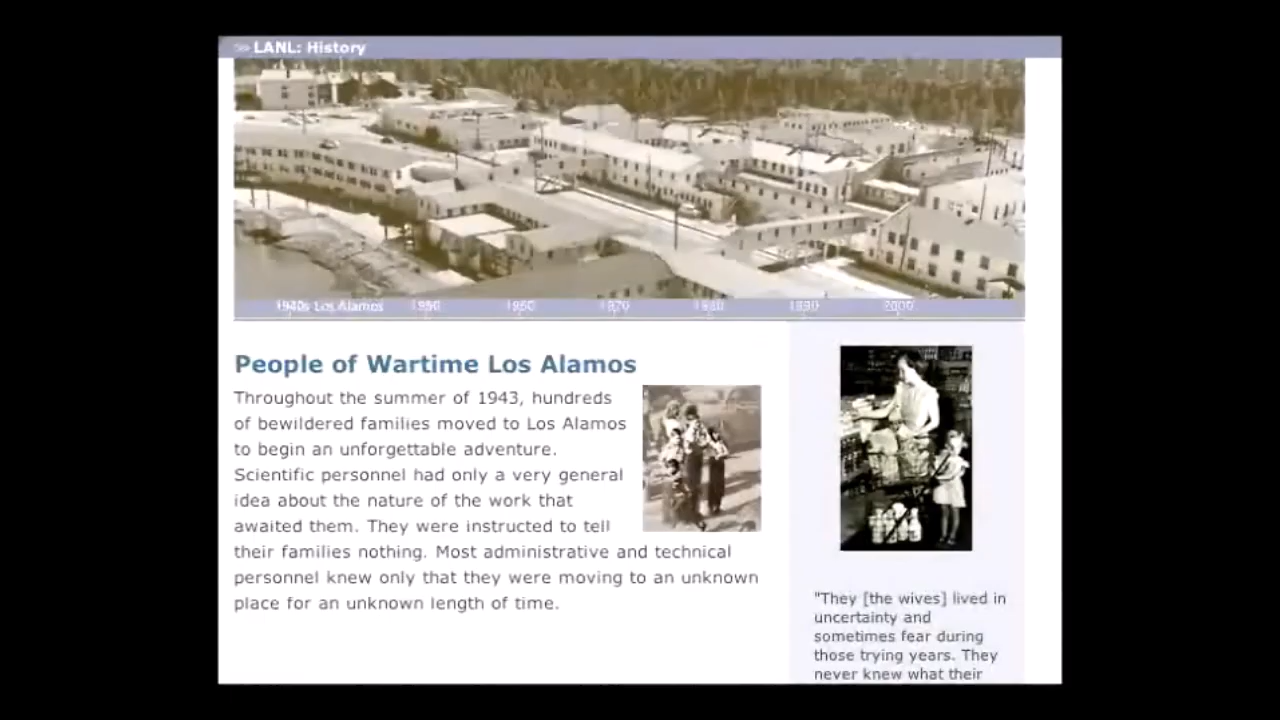 >> LANL: History
1940s Los Alamos 1950 1960 1970 1980 1990 2000
People of Wartime Los Alamos
Throughout the summer of 1943, hundreds
of bewildered families moved to Los Alamos
to begin an unforgettable adventure.
Scientific personnel had only a very general
idea about the nature of the work that
awaited them. They were instructed to tell
their families nothing. Most administrative and technical
personnel knew only that they were moving to an unknown
place for an unknown length of time.
"They [the wives] lived in
uncertainty and
sometimes fear during
those trying years. They
never knew what their